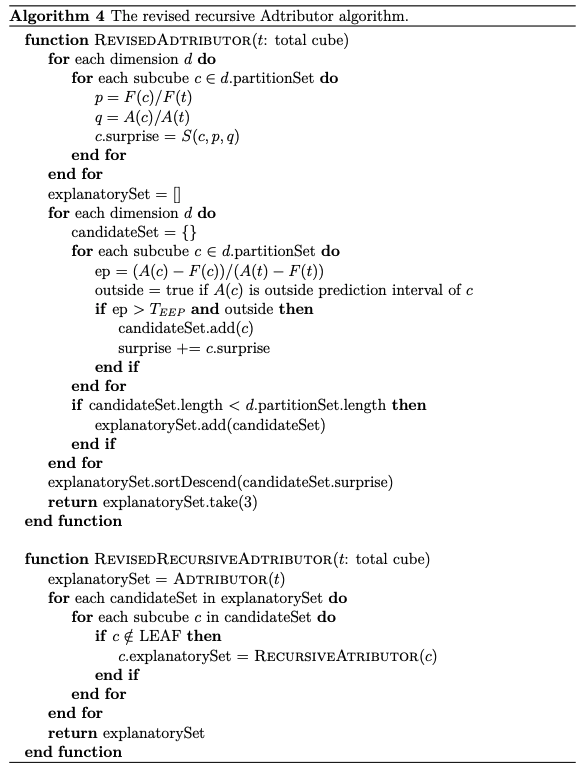 Algorithm 4 The revised recursive Adtributor algorithm.
function REVISEDADTRIBUTOR(t: total cube)
for each dimension d do
for each subcube c ∈ d.partitionSet do
p = F(c)/F(t)
q = A(c)/A(t)
c.surprise = S(c, p, q)
end for
end for
explanatorySet = []
for each dimension d do
candidateSet = {}
for each subcube c ∈ d.partitionSet do
ep = (A(c) − F(c))/(A(t) − F(t))
outside = true if A(c) is outside prediction interval of c
if ep > T_{EEP} and outside then
candidateSet.add(c)
surprise += c.surprise
end if
end for
if candidateSet.length < d.partitionSet.length then
explanatorySet.add(candidateSet)
end if
end for
explanatorySet.sortDescend(candidateSet.surprise)
return explanatorySet.take(3)
end function
function REVISEDRECURSIVEADTRIBUTOR(t: total cube)
explanatorySet = ADTRIBUTOR(t)
for each candidateSet in explanatorySet do
for each subcube c in candidateSet do
if c ∉ LEAF then
c.explanatorySet = RECURSIVEATRIBUTOR(c)
end if
end for
end for
return explanatorySet
end function